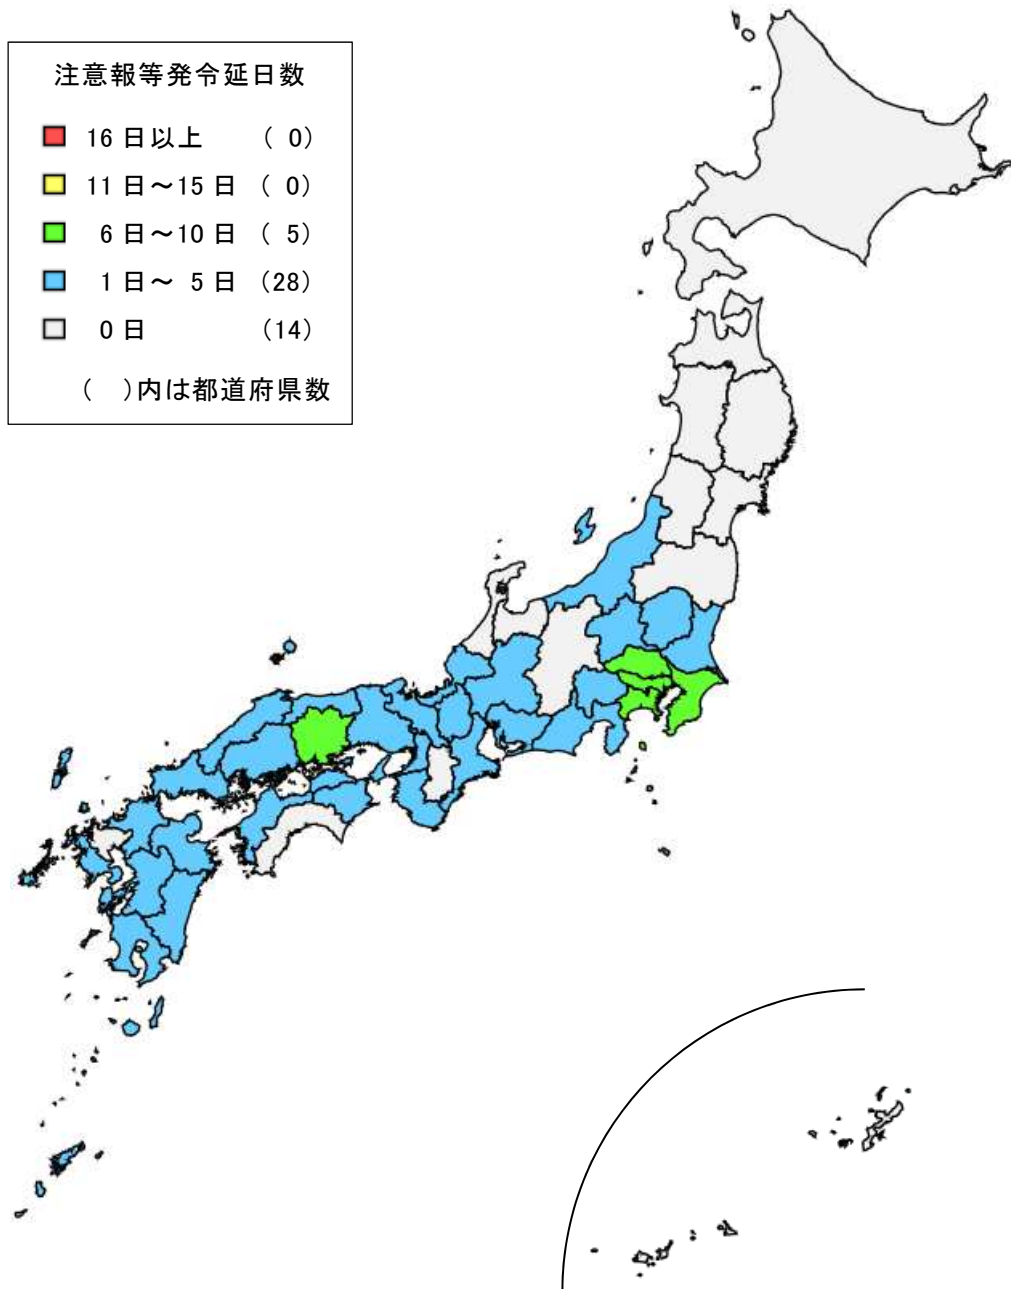 注意報等発令延日数
16 日以上 ( 0)
11 日～15 日 ( 0)
6 日～10 日 ( 5)
1 日～ 5 日 (28)
0 日 (14)
( )内は都道府県数